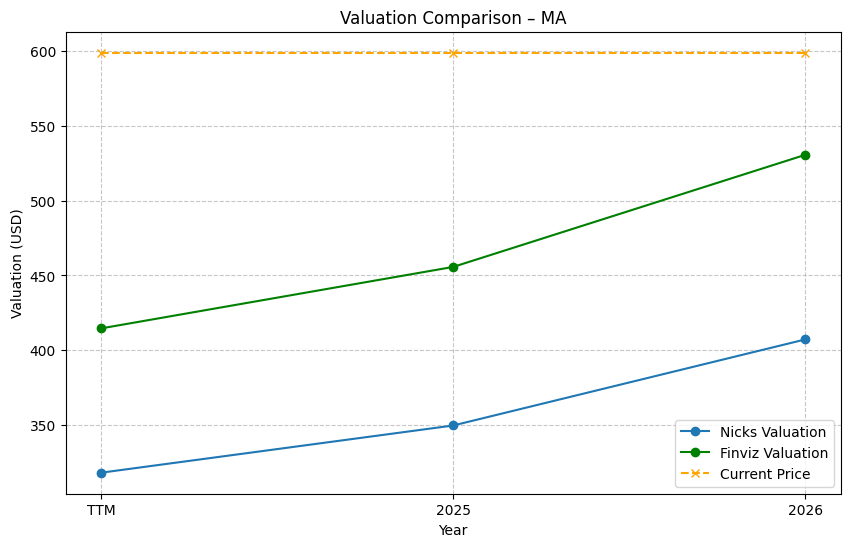 Valuation Comparison – MA
Valuation (USD)
600
550
500
450
400
350
TTM
2025
2026
Year
Nicks Valuation
Finviz Valuation
Current Price